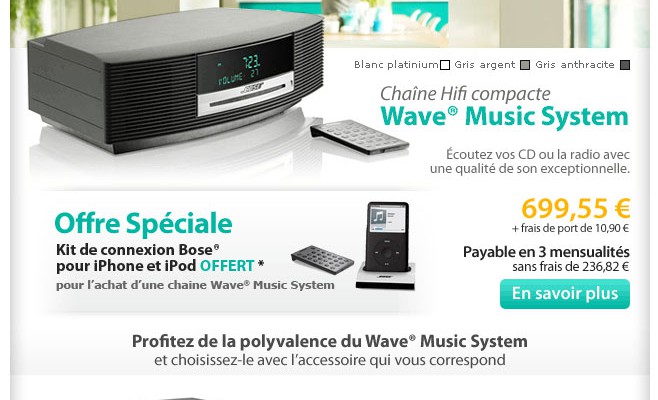 7:23
VOLUME: 27
BOSE
Blanc platinium Gris argent Gris anthracite
Chaîne Hifi compacte
Wave® Music System
Écoutez vos CD ou la radio avec
une qualité de son exceptionnelle.
Offre Spéciale
Kit de connexion Bose®
pour iPhone et iPod OFFERT *
pour l'achat d'une chaine Wave® Music System
699,55 €
+ frais de port de 10,90 €
Payable en 3 mensualités
sans frais de 236,82 €
En savoir plus
Profitez de la polyvalence du Wave® Music System
et choisissez-le avec l'accessoire qui vous correspond